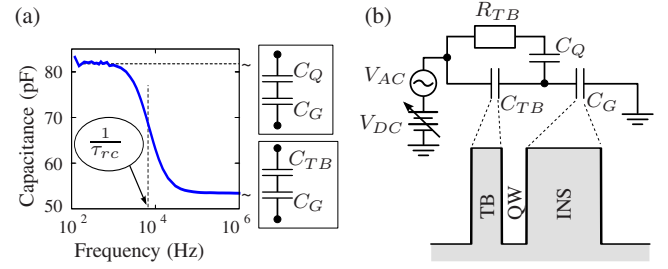 (a)
Capacitance (pF)
80
70
60
50
10^2
10^4
10^6
Frequency (Hz)
1
τ_rc
~
~
C_Q
C_G
C_TB
C_G
(b)
R_TB
C_Q
V_AC
C_TB
C_G
V_DC
TB
QW
INS